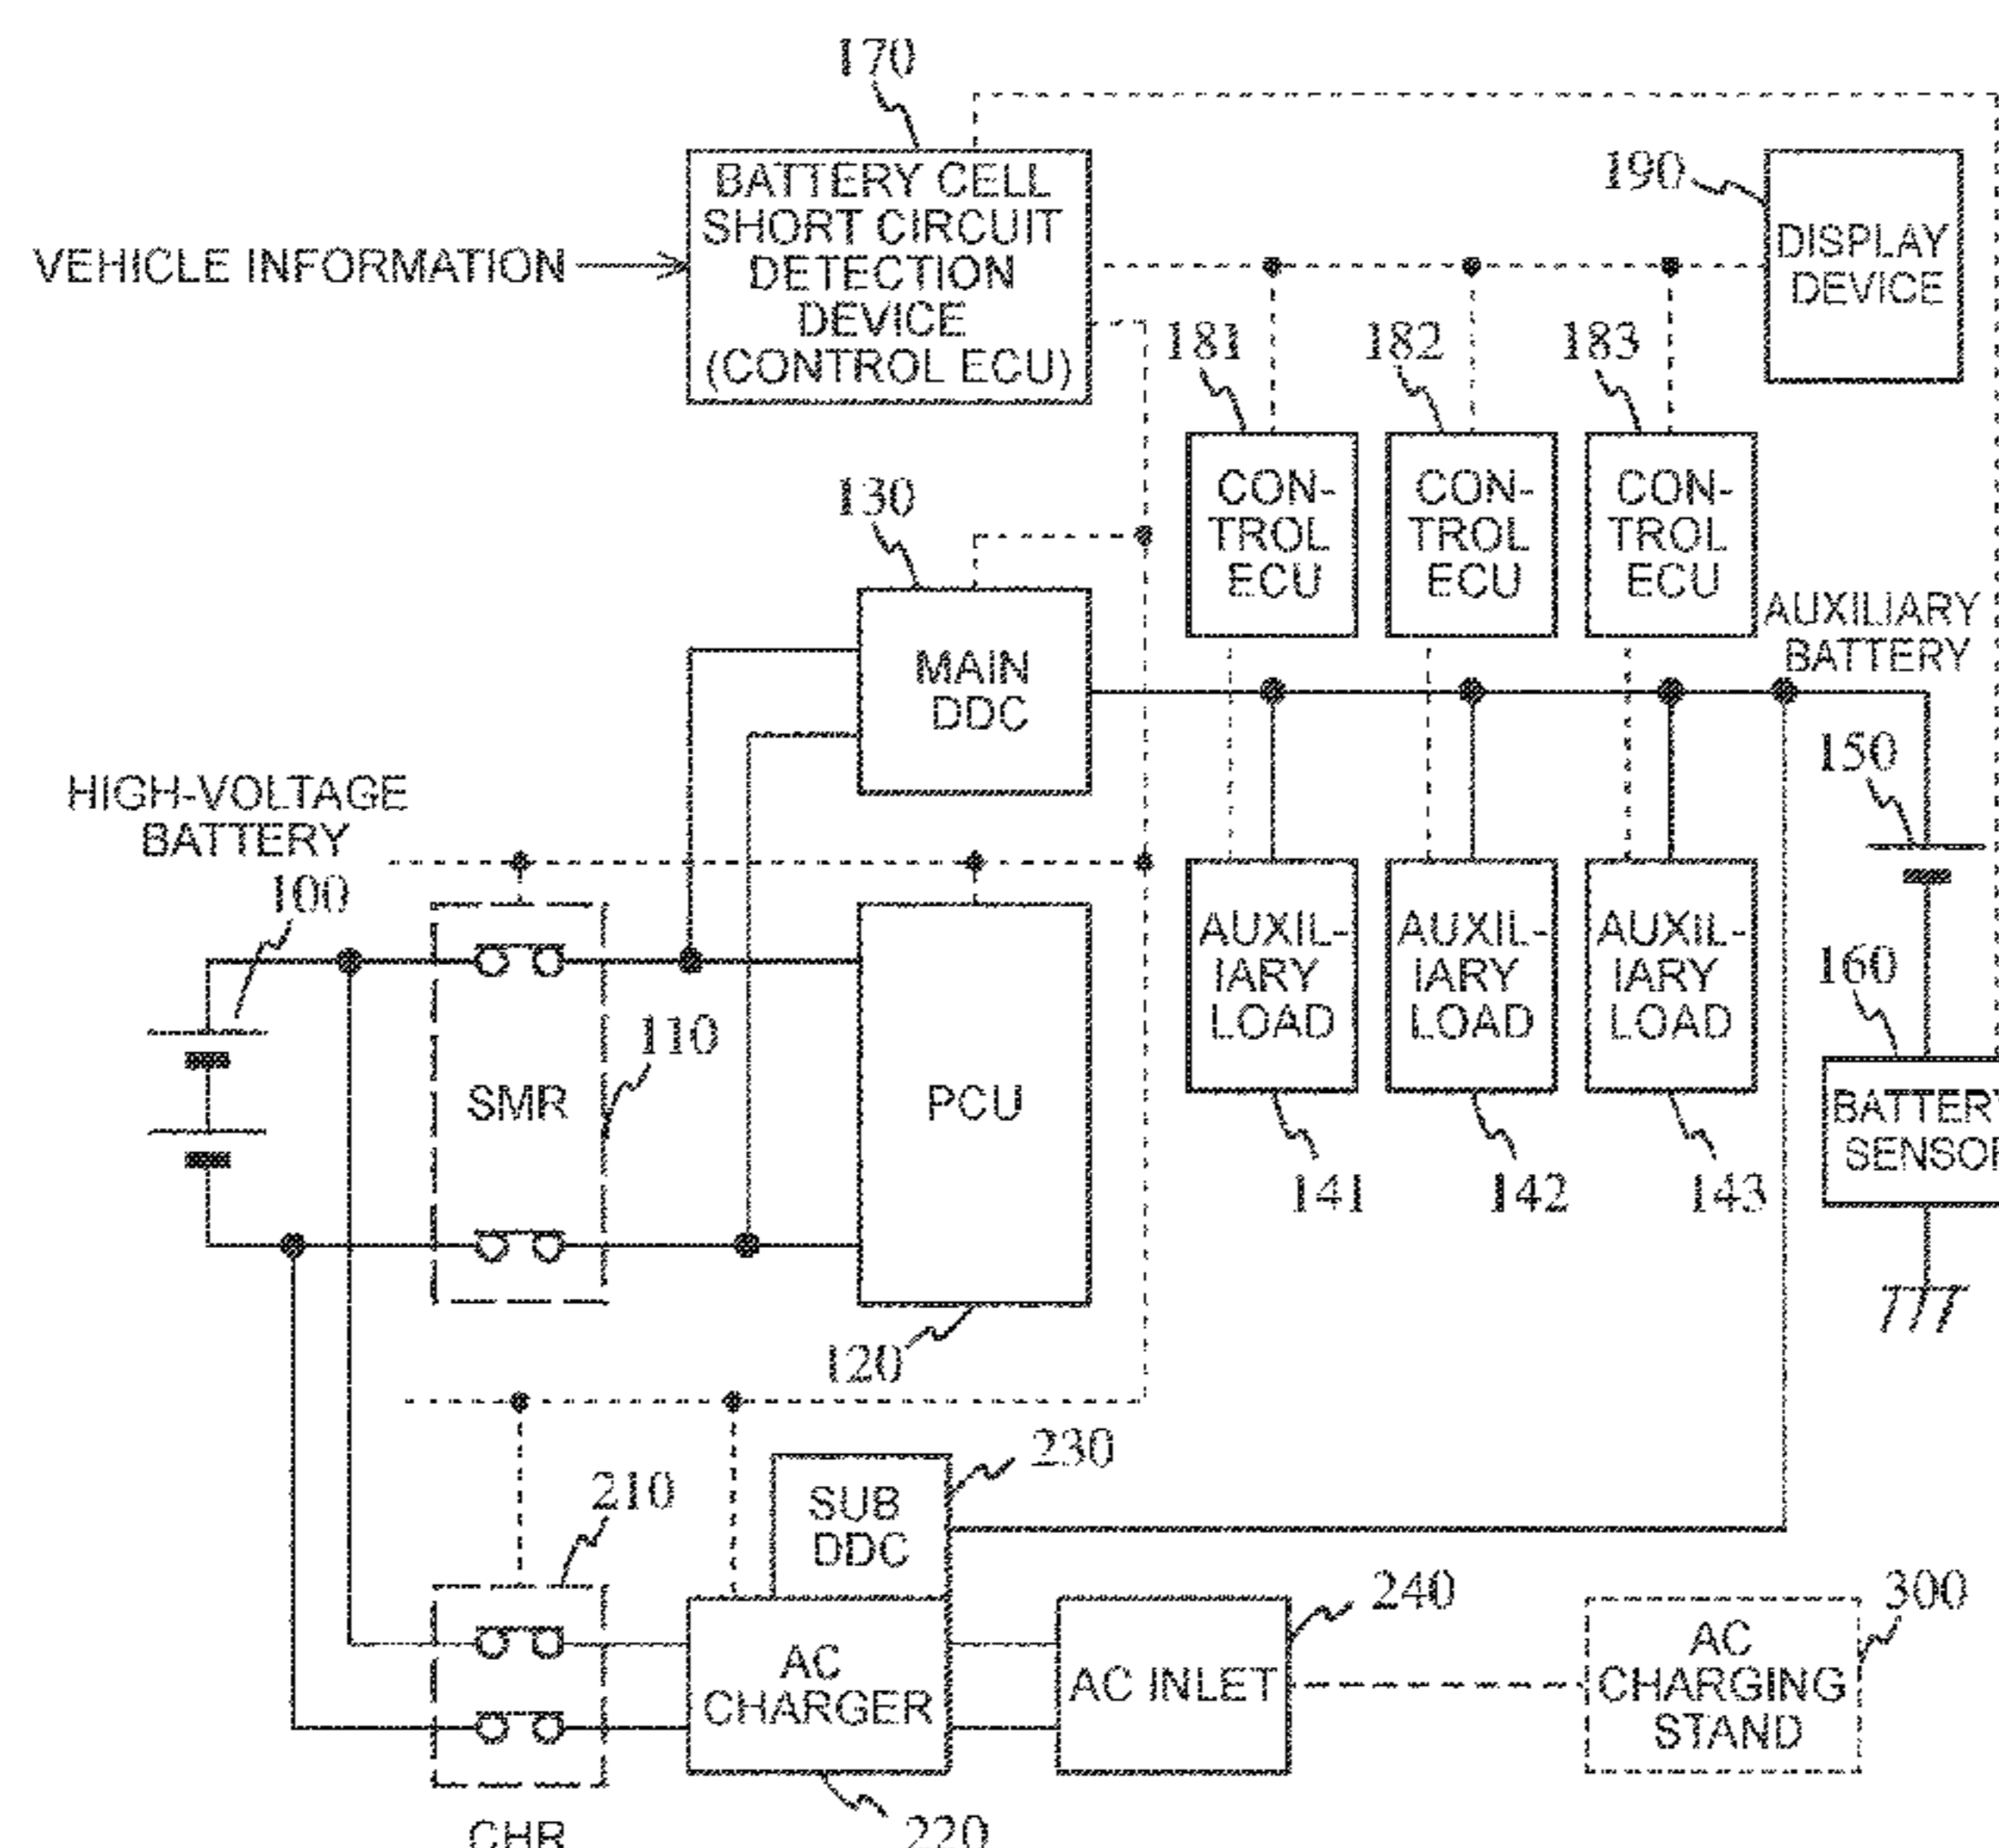 170
BATTERY CELL
SHORT CIRCUIT
DETECTION
DEVICE
(CONTROL ECU)
VEHICLE INFORMATION
190
DISPLAY
DEVICE
181
182
183
CON-
TROL
ECU
CON-
TROL
ECU
CON-
TROL
ECU
130
MAIN
DDC
AUXILIARY
BATTERY
150
HIGH-VOLTAGE
BATTERY
100
SMR
110
PCU
120
AUXIL-
IARY
LOAD
AUXIL-
IARY
LOAD
AUXIL-
IARY
LOAD
141
142
143
160
BATTERY
SENSOR
230
SUB
DDC
210
CHR
AC
CHARGER
220
240
AC INLET
300
AC
CHARGING
STAND